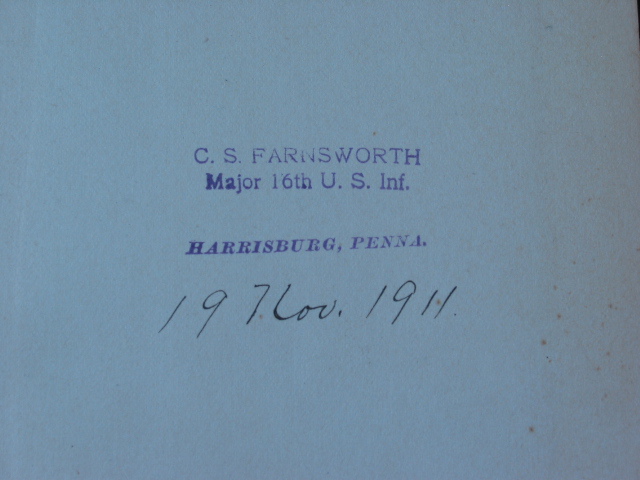 C. S. FARNSWORTH
Major 16th U. S. Inf.
HARRISBURG, PENNA.
19 Nov. 1911.